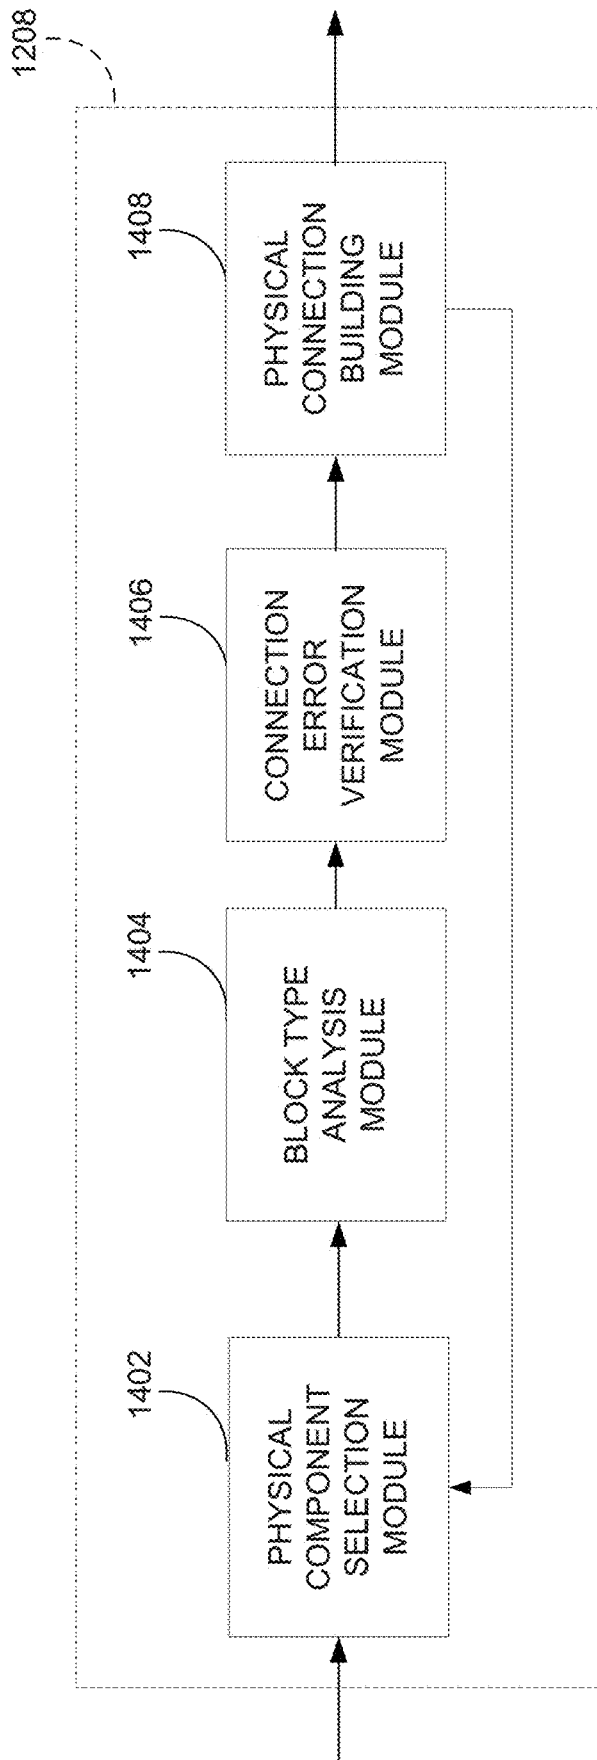 1208
1402
PHYSICAL
COMPONENT
SELECTION
MODULE
1404
BLOCK TYPE
ANALYSIS
MODULE
1406
CONNECTION
ERROR
VERIFICATION
MODULE
1408
PHYSICAL
CONNECTION
BUILDING
MODULE